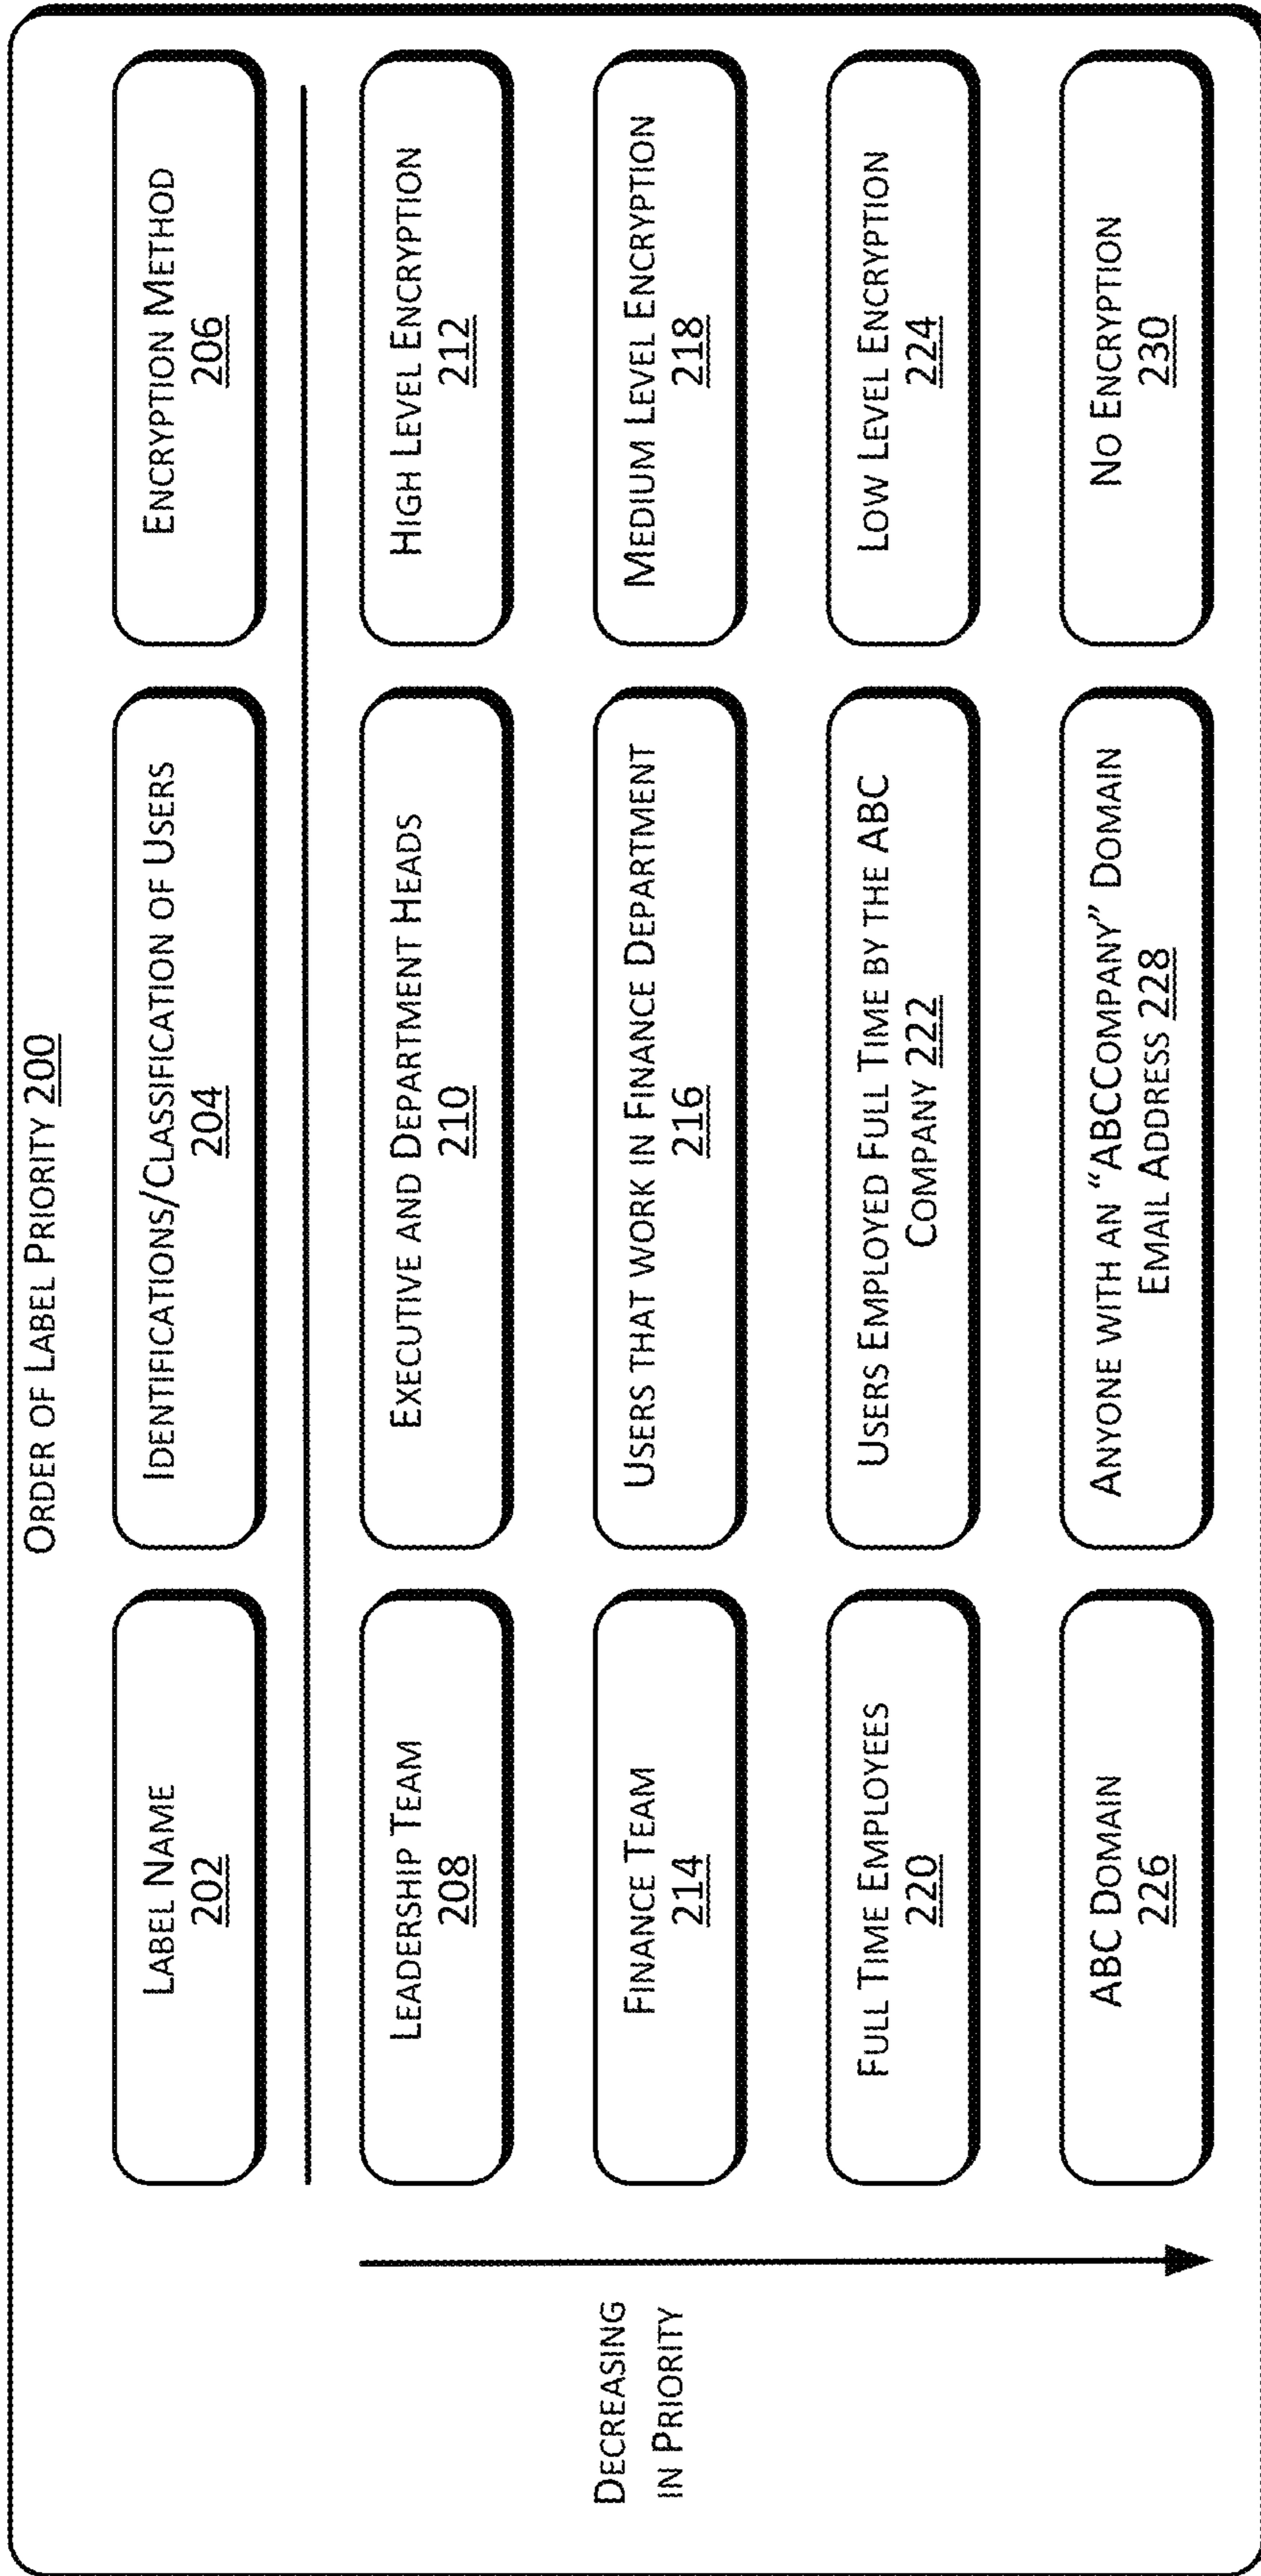 ORDER OF LABEL PRIORITY 200
LABEL NAME
202
IDENTIFICATIONS/CLASSIFICATION OF USERS
204
ENCRYPTION METHOD
206
DECREASING
IN PRIORITY
LEADERSHIP TEAM
208
EXECUTIVE AND DEPARTMENT HEADS
210
HIGH LEVEL ENCRYPTION
212
FINANCE TEAM
214
USERS THAT WORK IN FINANCE DEPARTMENT
216
MEDIUM LEVEL ENCRYPTION
218
FULL TIME EMPLOYEES
220
USERS EMPLOYED FULL TIME BY THE ABC
COMPANY 222
LOW LEVEL ENCRYPTION
224
ABC DOMAIN
226
ANYONE WITH AN “ABCCOMPANY” DOMAIN
EMAIL ADDRESS 228
NO ENCRYPTION
230